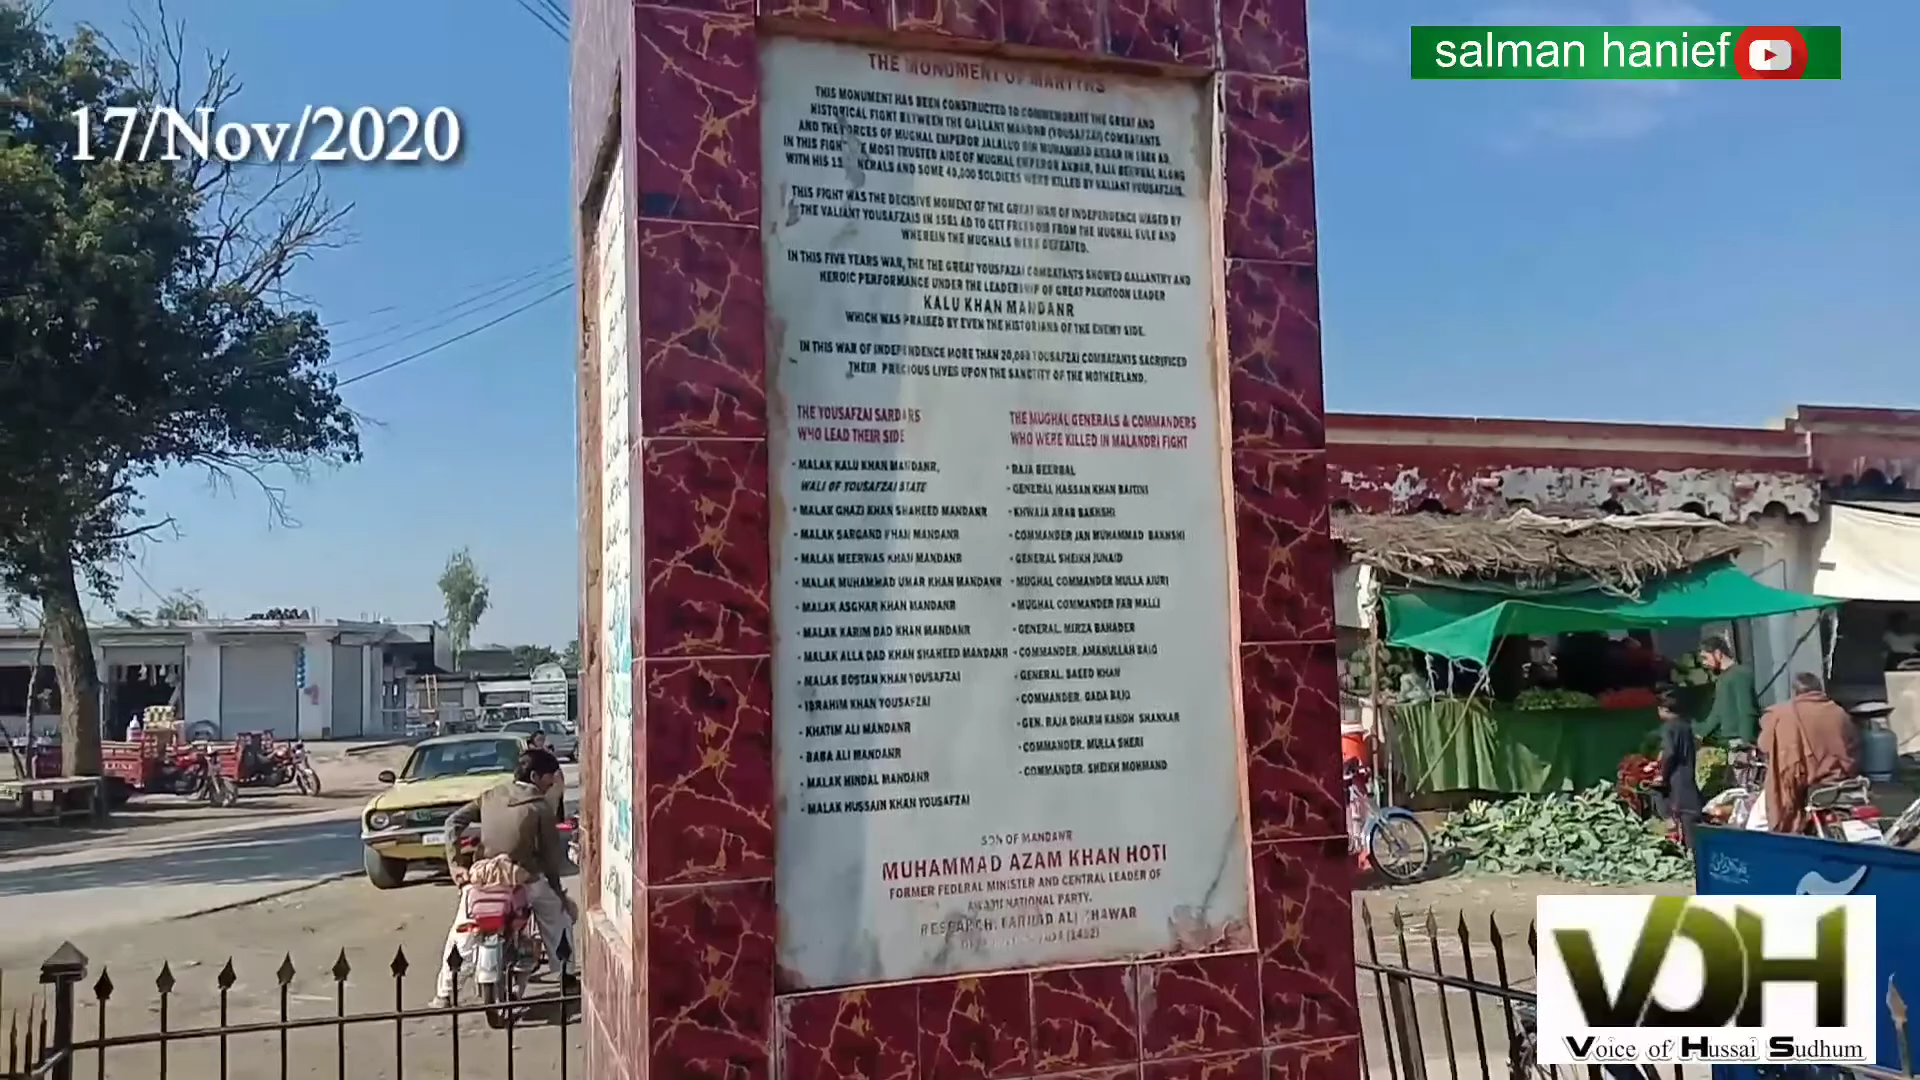 17/Nov/2020
salman hanief
THE MONUMENT OF MARTYRS
THIS MONUMENT HAS BEEN CONSTRUCTED TO COMMEMORATE THE GREAT AND
HISTORICAL FIGHT BETWEEN THE GALLANT MANDNR (YOUSAFZAI) COMBATANTS
AND THE FORCES OF MUGHAL EMPEROR JALALUD DIN MUHAMMAD AKBAR IN AD.
IN THIS FIGHT MOST TRUSTED AIDE OF MUGHAL EMPEROR AKBAR, RAJA BEERBAL ALONG
WITH HIS AND SOME 40,000 SOLDIERS WERE KILLED BY VALIANT YOUSAFZAIS.
THIS FIGHT WAS THE DECISIVE MOMENT OF THE GREAT WAR OF INDEPENDENCE WAGED BY
THE VALIANT YOUSAFZAIS IN 1581 AD TO GET FREEDOM FROM THE MUGHAL RULE AND
WHEREIN THE MUGHALS WERE DEFEATED.
IN THIS FIVE YEARS WAR, THE THE GREAT YOUSFAZAI COMBATANTS SHOWED GALLANTRY AND
HEROIC PERFORMANCE UNDER THE LEADERSHIP OF GREAT PAKHTOON LEADER
KALU KHAN MANDANR
WHICH WAS PRAISED BY EVEN THE HISTORIANS OF THE ENEMY SIDE.
IN THIS WAR OF INDEPENDENCE MORE THAN 20,000 YOUSAFZAI COMBATANTS SACRIFICED
THEIR PRECIOUS LIVES UPON THE SANCTITY OF THE MOTHERLAND.
THE YOUSAFZAI SARDARS
WHO LEAD THEIR SIDE
- MALAK KALU KHAN MANDANR,
WALI OF YOUSAFZAI STATE
- MALAK GHAZI KHAN SHAHEED MANDANR
- MALAK SARGAND KHAN MANDANR
- MALAK MEERWAS KHAN MANDANR
- MALAK MUHAMMAD UMAR KHAN MANDANR
- MALAK ASGHAR KHAN MANDANR
- MALAK KARIM DAD KHAN MANDANR
- MALAK ALLA DAD KHAN SHAHEED MANDANR
- MALAK BOSTAN KHAN YOUSAFZAI
- IBRAHIM KHAN YOUSAFZAI
- KHATIM ALI MANDANR
- BABA ALI MANDANR
- MALAK HINDAL MANDANR
- MALAK HUSSAIN KHAN YOUSAFZAI
THE MUGHAL GENERALS & COMMANDERS
WHO WERE KILLED IN MALANDRI FIGHT
- RAJA BEERBAL
- GENERAL HASSAN KHAN BAITINI
- KHWAJA ARAB BAKHSHI
- COMMANDER JAN MUHAMMAD BAKHSHI
- GENERAL SHEIKH JUNAID
- MUGHAL COMMANDER MULLA AIURI
- MUGHAL COMMANDER FAR MALLI
- GENERAL. MIRZA BAHADER
- COMMANDER. AMANULLAH BAIG
- GENERAL. SAEED KHAN
- COMMANDER. GADA BAIG
- GEN. RAJA DHARM KANDH SHANKAR
- COMMANDER. MULLA SHERI
- COMMANDER. SHEIKH MOHMAND
SON OF MANDANR
MUHAMMAD AZAM KHAN HOTI
FORMER FEDERAL MINISTER AND CENTRAL LEADER OF
AWAMI NATIONAL PARTY.
RESEARCH: FARHAD ALI KHAWAR
VOH
Voice of Hussai Sudhum